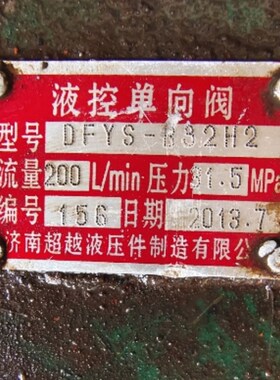 液控单向阀
型号 DFYS-B32H2
流量 200 L/min 压力 31.5 MPa
编号 156 日期 2013.7
济南超越液压件制造有限公